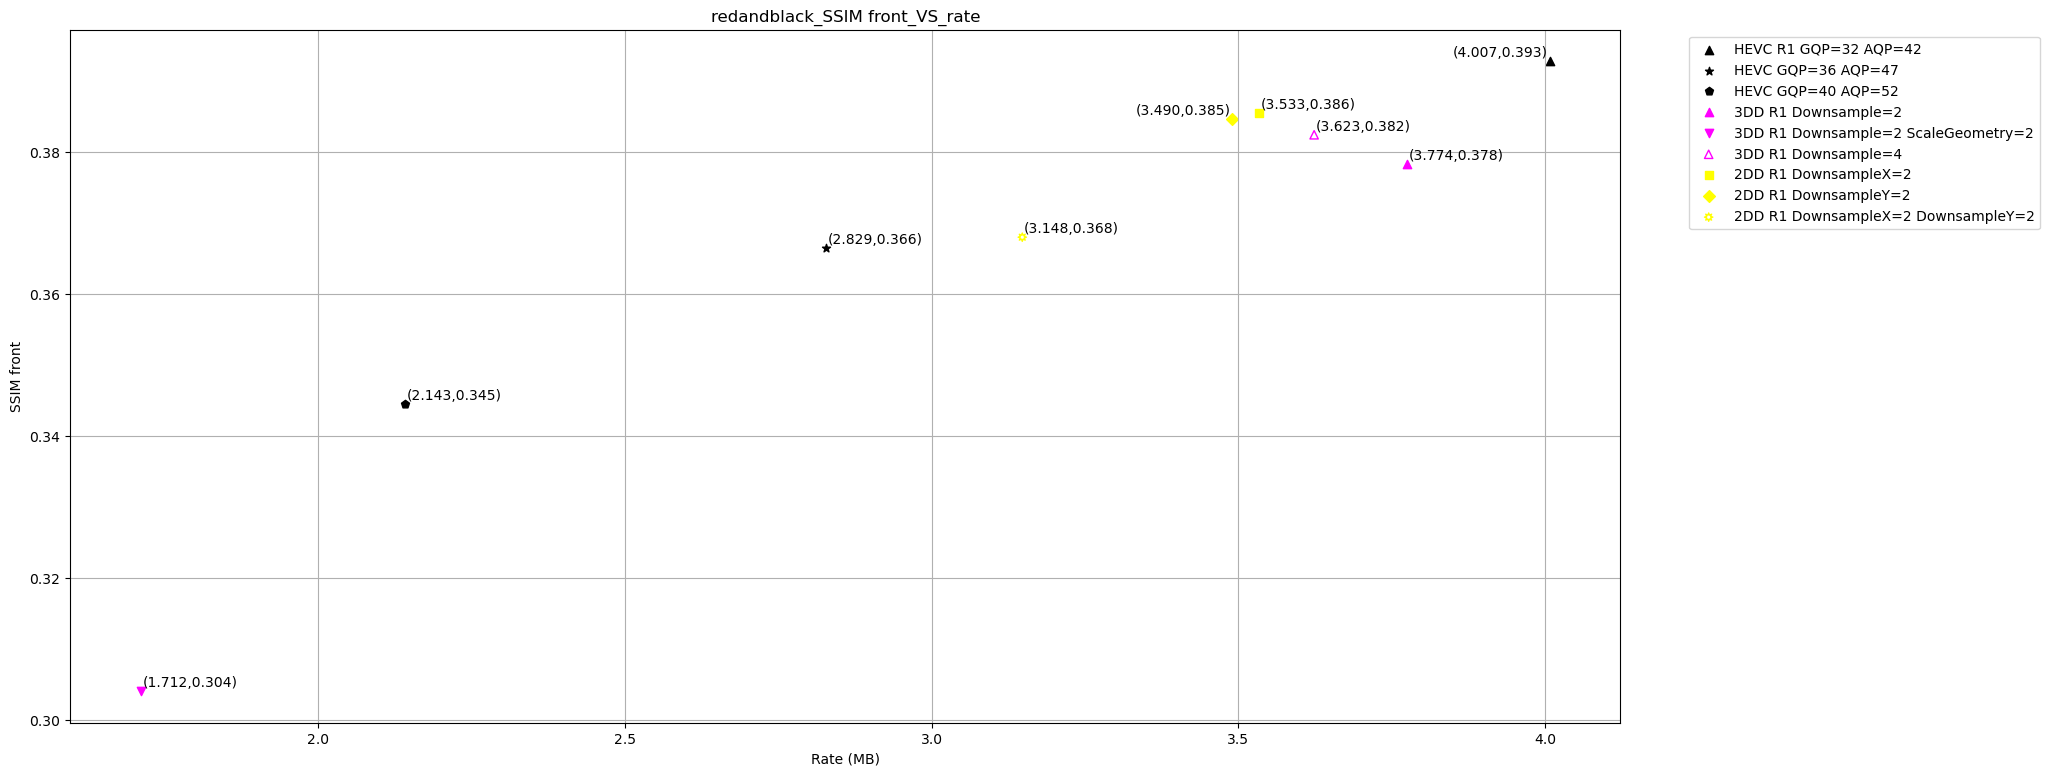 redandblack_SSIM front_VS_rate
(4.007,0.393)
(3.490,0.385)
(3.533,0.386)
(3.623,0.382)
(3.774,0.378)
(2.829,0.366)
(3.148,0.368)
(2.143,0.345)
(1.712,0.304)
SSIM front
0.38
0.36
0.34
0.32
0.30
2.0
2.5
3.0
3.5
4.0
Rate (MB)
HEVC R1 GQP=32 AQP=42
HEVC GQP=36 AQP=47
HEVC GQP=40 AQP=52
3DD R1 Downsample=2
3DD R1 Downsample=2 ScaleGeometry=2
3DD R1 Downsample=4
2DD R1 DownsampleX=2
2DD R1 DownsampleY=2
2DD R1 DownsampleX=2 DownsampleY=2